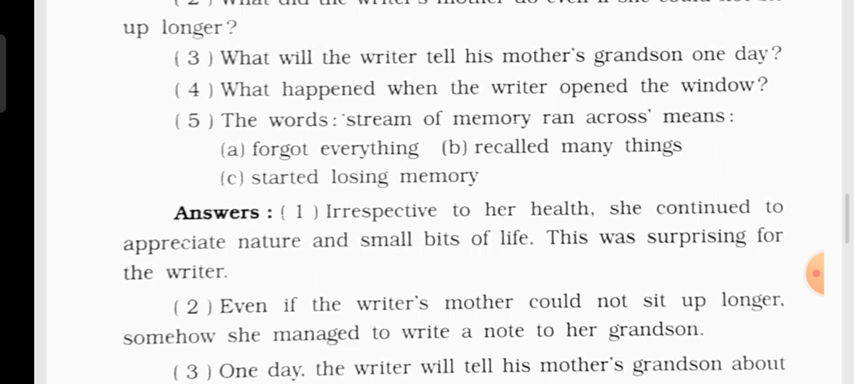 up longer?
( 3 ) What will the writer tell his mother's grandson one day?
( 4 ) What happened when the writer opened the window?
( 5 ) The words: 'stream of memory ran across' means:
(a) forgot everything (b) recalled many things
(c) started losing memory
Answers : ( 1 ) Irrespective to her health, she continued to
appreciate nature and small bits of life. This was surprising for
the writer.
( 2 ) Even if the writer's mother could not sit up longer,
somehow she managed to write a note to her grandson.
( 3 ) One day, the writer will tell his mother's grandson about